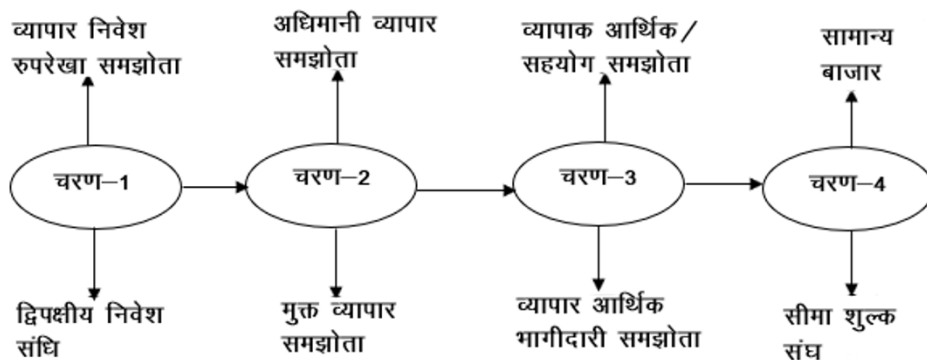 व्यापार निवेश
रुपरेखा समझोता
अधिमानी व्यापार
समझोता
व्यापाक आर्थिक/
सहयोग समझोता
सामान्य
बाजार
चरण–1
चरण–2
चरण–3
चरण–4
द्विपक्षीय निवेश
संधि
मुक्त व्यापार
समझोता
व्यापार आर्थिक
भागीदारी समझोता
सीमा शुल्क
संघ